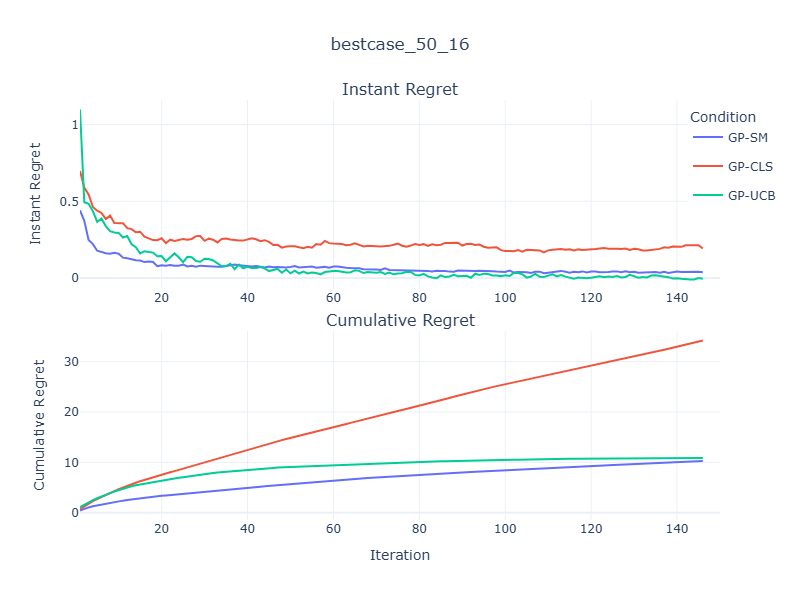 bestcase_50_16
Instant Regret
Condition
GP-SM
GP-CLS
GP-UCB
Instant Regret
1
0.5
0
20 40 60 80 100 120 140
Cumulative Regret
Cumulative Regret
30
20
10
0
20 40 60 80 100 120 140
Iteration